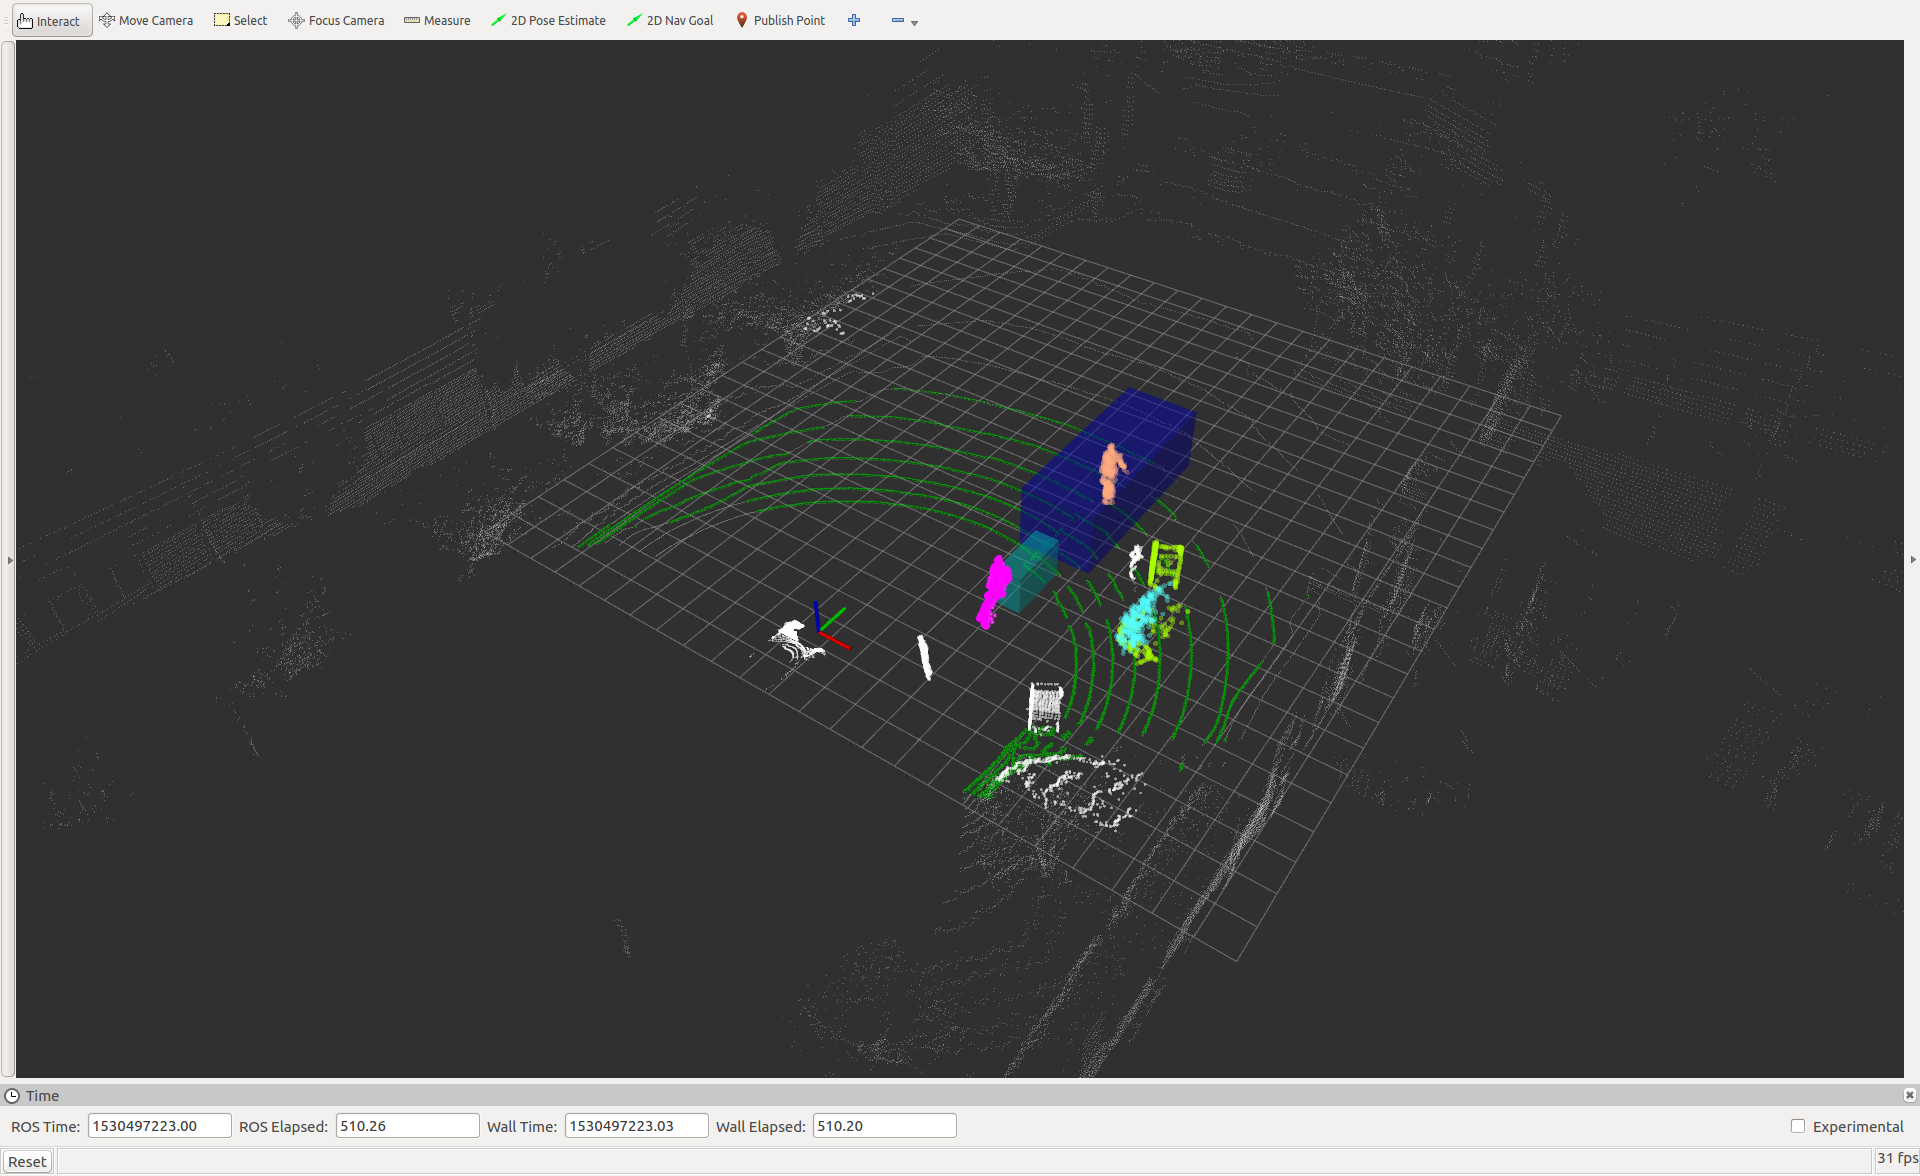 Interact Move Camera Select Focus Camera Measure 2D Pose Estimate 2D Nav Goal Publish Point
Time
ROS Time: 1530497223.00 ROS Elapsed: 510.26 Wall Time: 1530497223.03 Wall Elapsed: 510.20 Experimental
Reset 31 fps